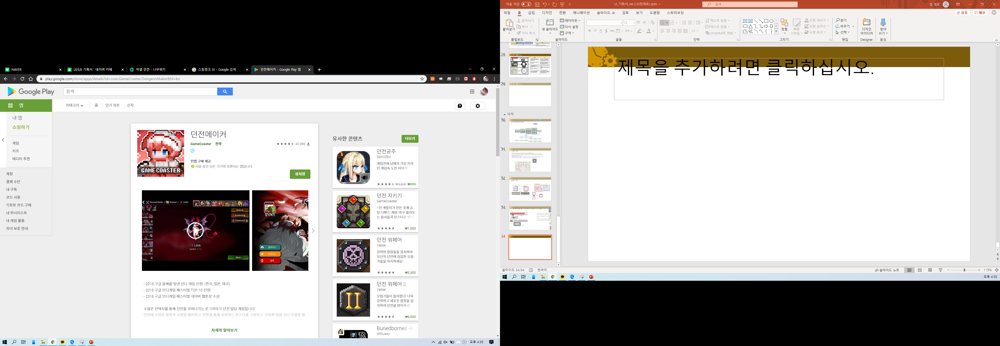 NAVER
UI/UX 기획서 : 네이버 카페
픽셀 던전 - 나무위키
스팀펑크 UI - Google 검색
던전메이커 - Google Play 앱
play.google.com/store/apps/details?id=com.GameCoaster.DungeonMaker&hl=ko
Google Play
검색
앱
카테고리
홈
인기 차트
신작
내 앱
쇼핑하기
게임
키즈
에디터 추천
계정
결제 수단
내 구독
코드 사용
기프트 카드 구매
내 위시리스트
내 게임 활동
자녀 보호 안내
GAME COASTER
던전메이커
GameCoaster 전략
40,396
7
인앱 구매 제공
사용 중인 모든 기기와 호환되는 앱입니다.
설치됨
Normal Mode > Normal > Lilith
Rebirth
Awakening
Transcend
Lilith
Level 1
Next
출석체크
클라우드
리더보드
업적
- 2018 구글 올해를 빛낸 인디 게임 선정! (한국, 일본, 태국)
- 2018 구글 인디게임 페스티벌 TOP 10 선정!
- 2018 구글 인디게임 페스티벌 네이버 웹툰상 수상!
수많은 선택지를 통해 던전을 꾸며나가는 로그라이크 던전 빌딩 게임입니다.
던전에 수많은 함정과 시설을 배치하고, 전투를 통해 성장하는 몬스터를 고용하고, 신비한 힘을 지닌 유물을 발
자세히 알아보기
유사한 콘텐츠
더보기
던전공주
SSICOSM
게임천재 남매의 가상 온라
인 게임속 도전 이야기
₩3,300 ₩999
던전 지키기
GameCoaster
1인 개발자가 만든 호쾌 슈
팅 디펜스 게임! 마구 몰려오
는 용사들과 몬스터로 부터
₩1,000
던전 워페어
Valsar
강력한 함정들을 설치하여
당신의 던전에 침입한 모험
가들을 처치하세요!
₩3,300
던전 워페어 2
Valsar
모험가들이 돌아왔다! 더욱
강력하고 새로운 함정을 설
치하여 던전을 방어하라!
₩6,000
Buriedbornes -H
ohNussy
오후 4:35
자동 저장
UI_기획서_ver.2.0(정재호).pptx
검색
정 재호
파일
홈
삽입
디자인
전환
애니메이션
슬라이드 쇼
검토
보기
도움말
스토리보딩
공유
메모
붙여넣기
잘라내기
복사
서식 복사
클립보드
새 슬라이드
레이아웃
다시 설정
구역
슬라이드
12
글꼴
텍스트 방향
텍스트 맞춤
SmartArt로 변환
단락
정렬
빠른
스타일
도형 채우기
도형 윤곽선
도형 효과
그리기
찾기
바꾸기
선택
편집
디자인
아이디어
Designer
받아
쓰기
음성
28
29
낙서
30
31
32
33
34
제목을 추가하려면 클릭하십시오.
슬라이드 34/34
한국어
슬라이드 노트
115%
오후 4:35